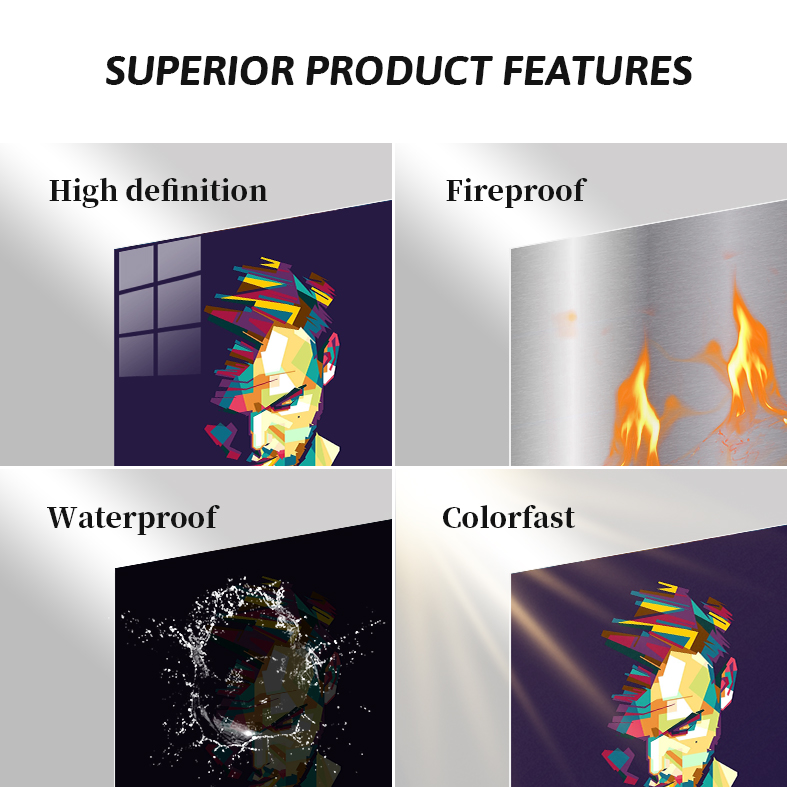 SUPERIOR PRODUCT FEATURES
High definition
Fireproof
Waterproof
Colorfast